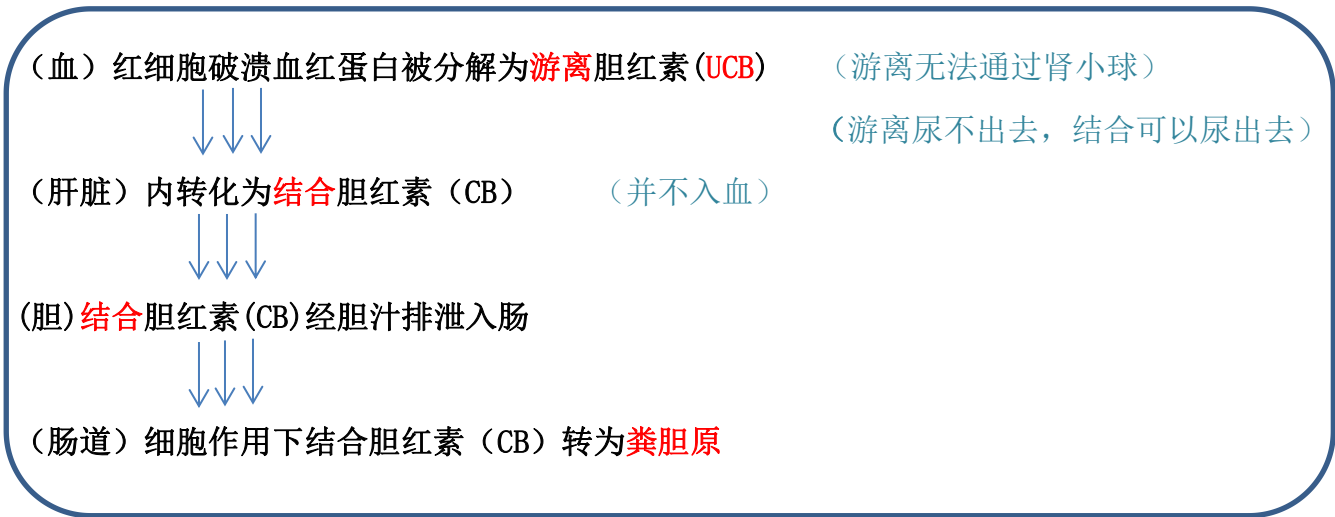 （血）红细胞破溃血红蛋白被分解为游离胆红素(UCB)　（游离无法通过肾小球）
（游离尿不出去，结合可以尿出去）
（肝脏）内转化为结合胆红素（CB）　（并不入血）
(胆)结合胆红素(CB)经胆汁排泄入肠
（肠道）细胞作用下结合胆红素（CB）转为粪胆原